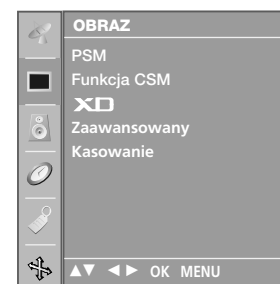 OBRAZ
PSM
Funkcja CSM
XD
Zaawansowany
Kasowanie
▲▼ ◄► OK MENU